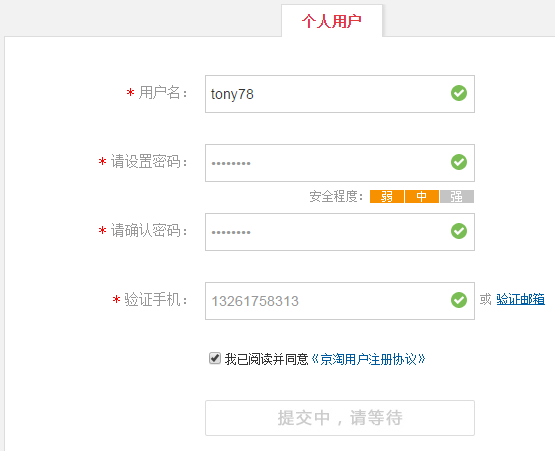 个人用户
* 用户名： tony78
* 请设置密码： ••••••••
安全程度： 弱 中 强
* 请确认密码： ••••••••
* 验证手机： 13261758313 或 验证邮箱
我已阅读并同意《京淘用户注册协议》
提交中，请等待